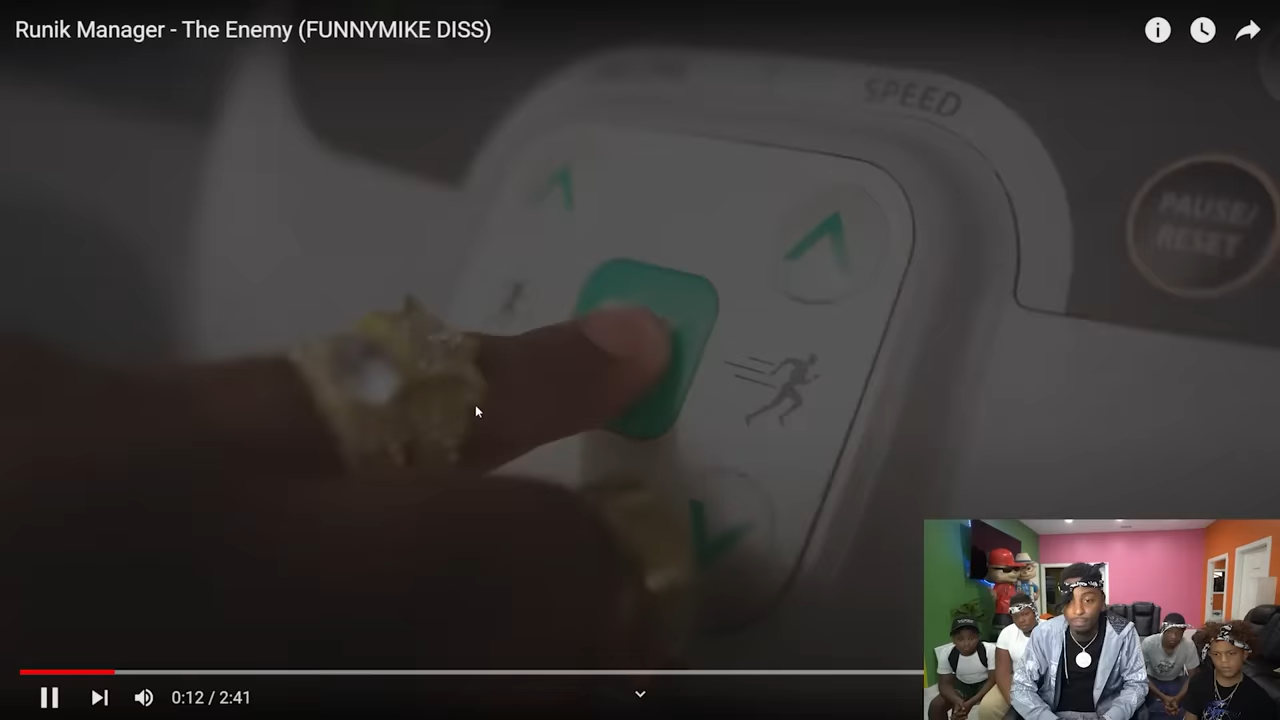 Runik Manager - The Enemy (FUNNYMIKE DISS)
SPEED
PAUSE/
RESET
0:12 / 2:41